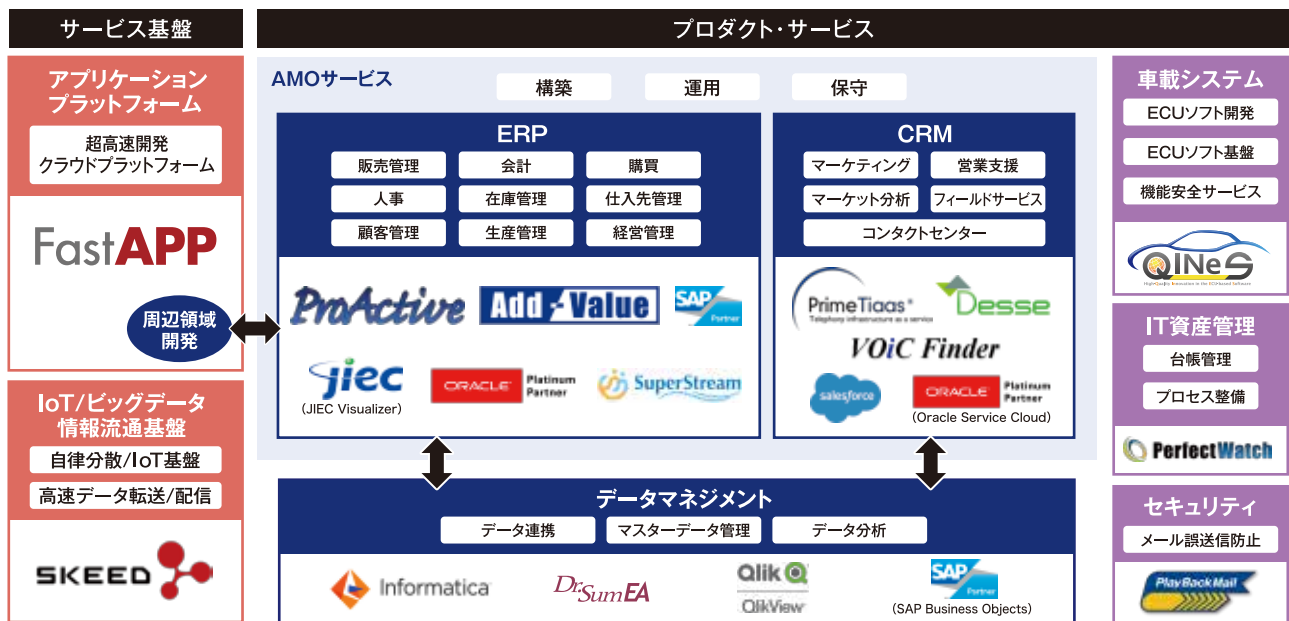 サービス基盤
アプリケーション
プラットフォーム
超高速開発
クラウドプラットフォーム
FastAPP
周辺領域
開発
IoT/ビッグデータ
情報流通基盤
自律分散/IoT基盤
高速データ転送/配信
SKEED
プロダクト・サービス
AMOサービス
構築
運用
保守
ERP
販売管理
会計
購買
人事
在庫管理
仕入先管理
顧客管理
生産管理
経営管理
ProActive
Add-Value
SAP
Partner
jiec
(JIEC Visualizer)
ORACLE
Platinum
Partner
SuperStream
CRM
マーケティング
営業支援
マーケット分析
フィールドサービス
コンタクトセンター
PrimeTiaas
Telephony infrastructure as a service
Desse
VOiC Finder
salesforce
ORACLE
Platinum
Partner
(Oracle Service Cloud)
データマネジメント
データ連携
マスターデータ管理
データ分析
Informatica
Dr.Sum EA
Qlik
QlikView
SAP
Partner
(SAP Business Objects)
車載システム
ECUソフト開発
ECUソフト基盤
機能安全サービス
QINeS
IT資産管理
台帳管理
プロセス整備
PerfectWatch
セキュリティ
メール誤送信防止
PlayBackMail